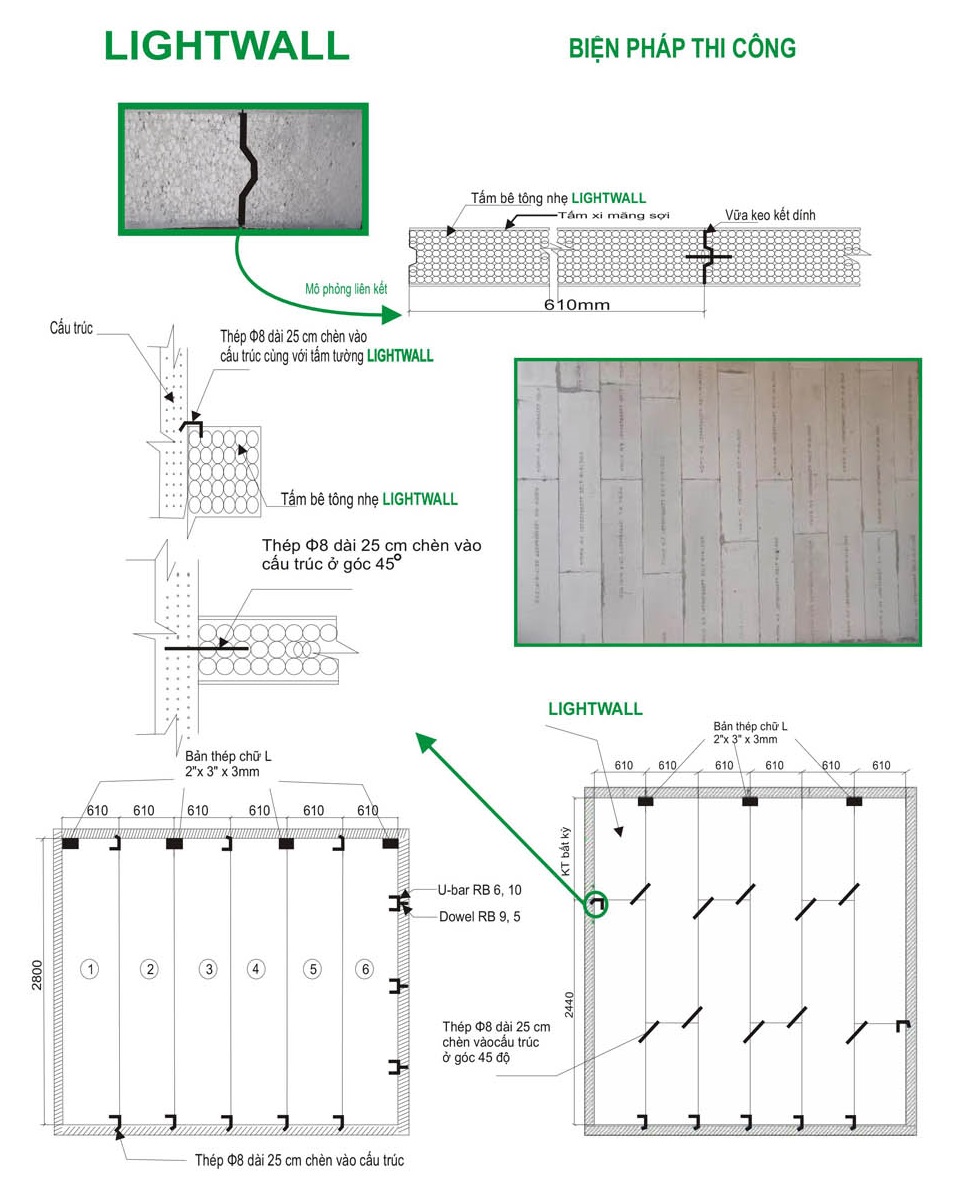 LIGHTWALL
BIỆN PHÁP THI CÔNG
Tấm bê tông nhẹ LIGHTWALL
Tấm xi măng sợi
Vữa keo kết dính
Mô phỏng liên kết
610mm
Cấu trúc
Thép Φ8 dài 25 cm chèn vào
cấu trúc cùng với tấm tường LIGHTWALL
Tấm bê tông nhẹ LIGHTWALL
Thép Φ8 dài 25 cm chèn vào
cấu trúc ở góc 45°
LIGHTWALL
Bản thép chữ L
2"x 3" x 3mm
610 610 610 610 610 610
KT bất kỳ
2440
Thép Φ8 dài 25 cm
chèn vàocấu trúc
ở góc 45 độ
Bản thép chữ L
2"x 3" x 3mm
610 610 610 610 610 610
U-bar RB 6, 10
Dowel RB 9, 5
2800
1 2 3 4 5 6
Thép Φ8 dài 25 cm chèn vào cấu trúc